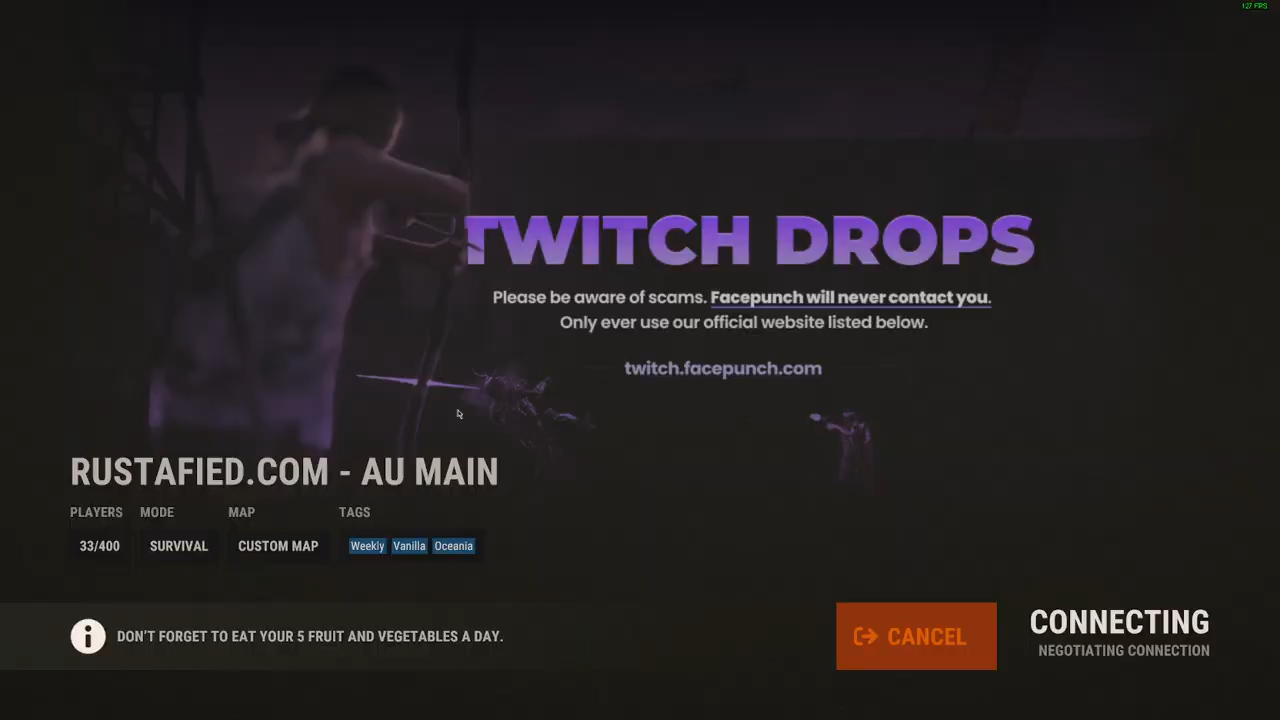 127 FPS
TWITCH DROPS
Please be aware of scams. Facepunch will never contact you.
Only ever use our official website listed below.
twitch.facepunch.com
RUSTAFIED.COM - AU MAIN
PLAYERS MODE MAP TAGS
33/400 SURVIVAL CUSTOM MAP Weekly Vanilla Oceania
DON'T FORGET TO EAT YOUR 5 FRUIT AND VEGETABLES A DAY.
CANCEL
CONNECTING
NEGOTIATING CONNECTION